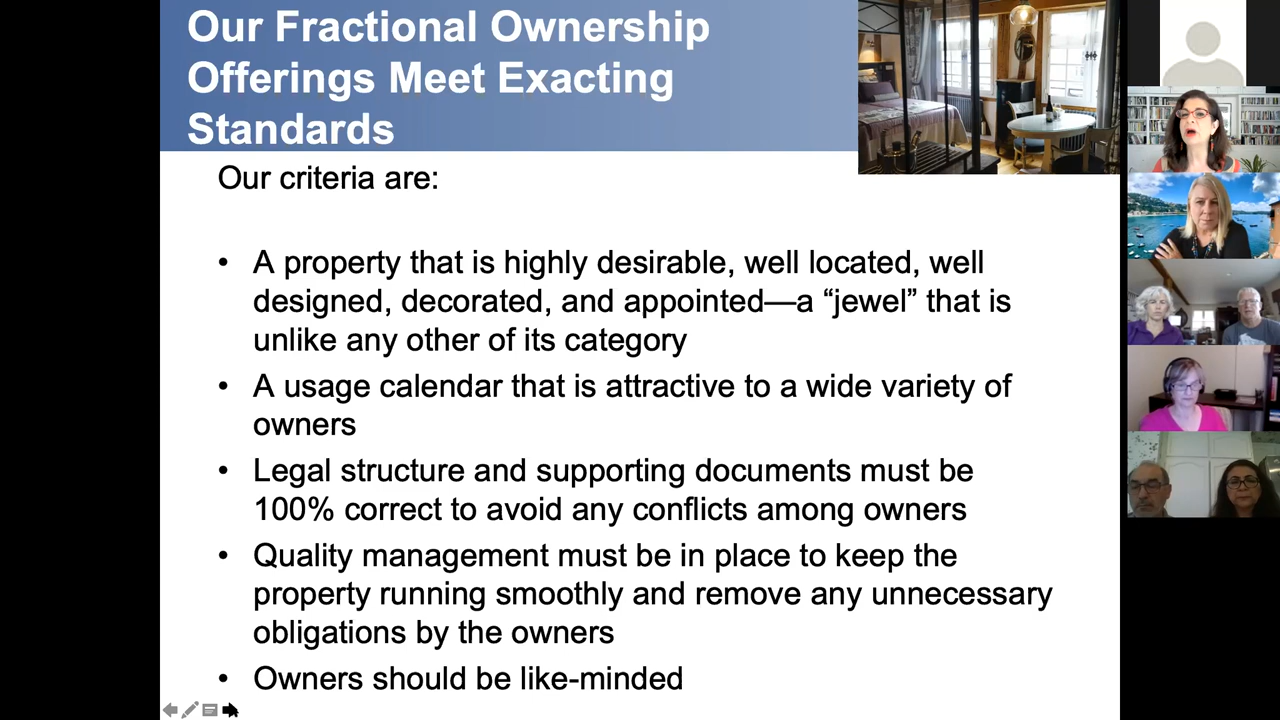 Our Fractional Ownership
Offerings Meet Exacting
Standards
Our criteria are:
• A property that is highly desirable, well located, well
designed, decorated, and appointed—a “jewel” that is
unlike any other of its category
• A usage calendar that is attractive to a wide variety of
owners
• Legal structure and supporting documents must be
100% correct to avoid any conflicts among owners
• Quality management must be in place to keep the
property running smoothly and remove any unnecessary
obligations by the owners
• Owners should be like-minded